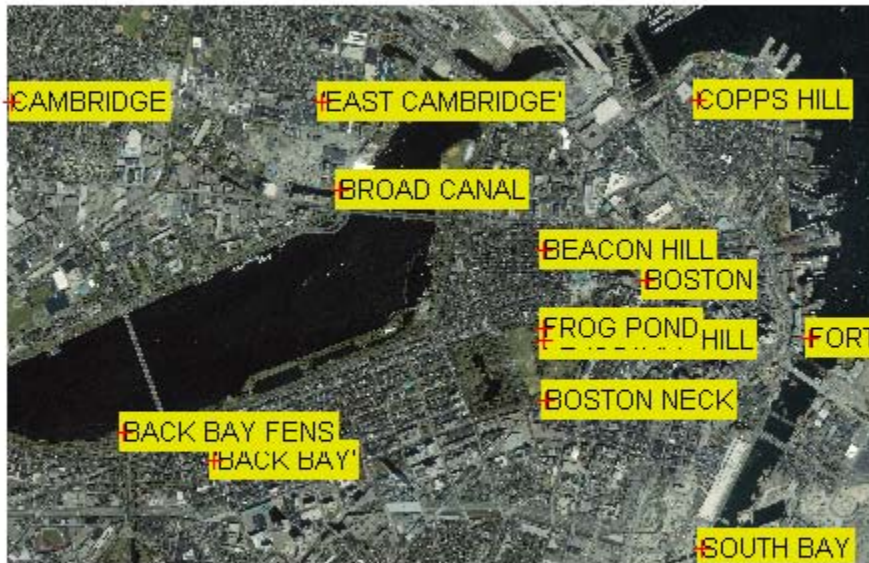 CAMBRIDGE
'EAST CAMBRIDGE'
COPPS HILL
BROAD CANAL
BEACON HILL
BOSTON
FROG POND
HILL
FORT
BOSTON NECK
BACK BAY FENS
'BACK BAY'
SOUTH BAY